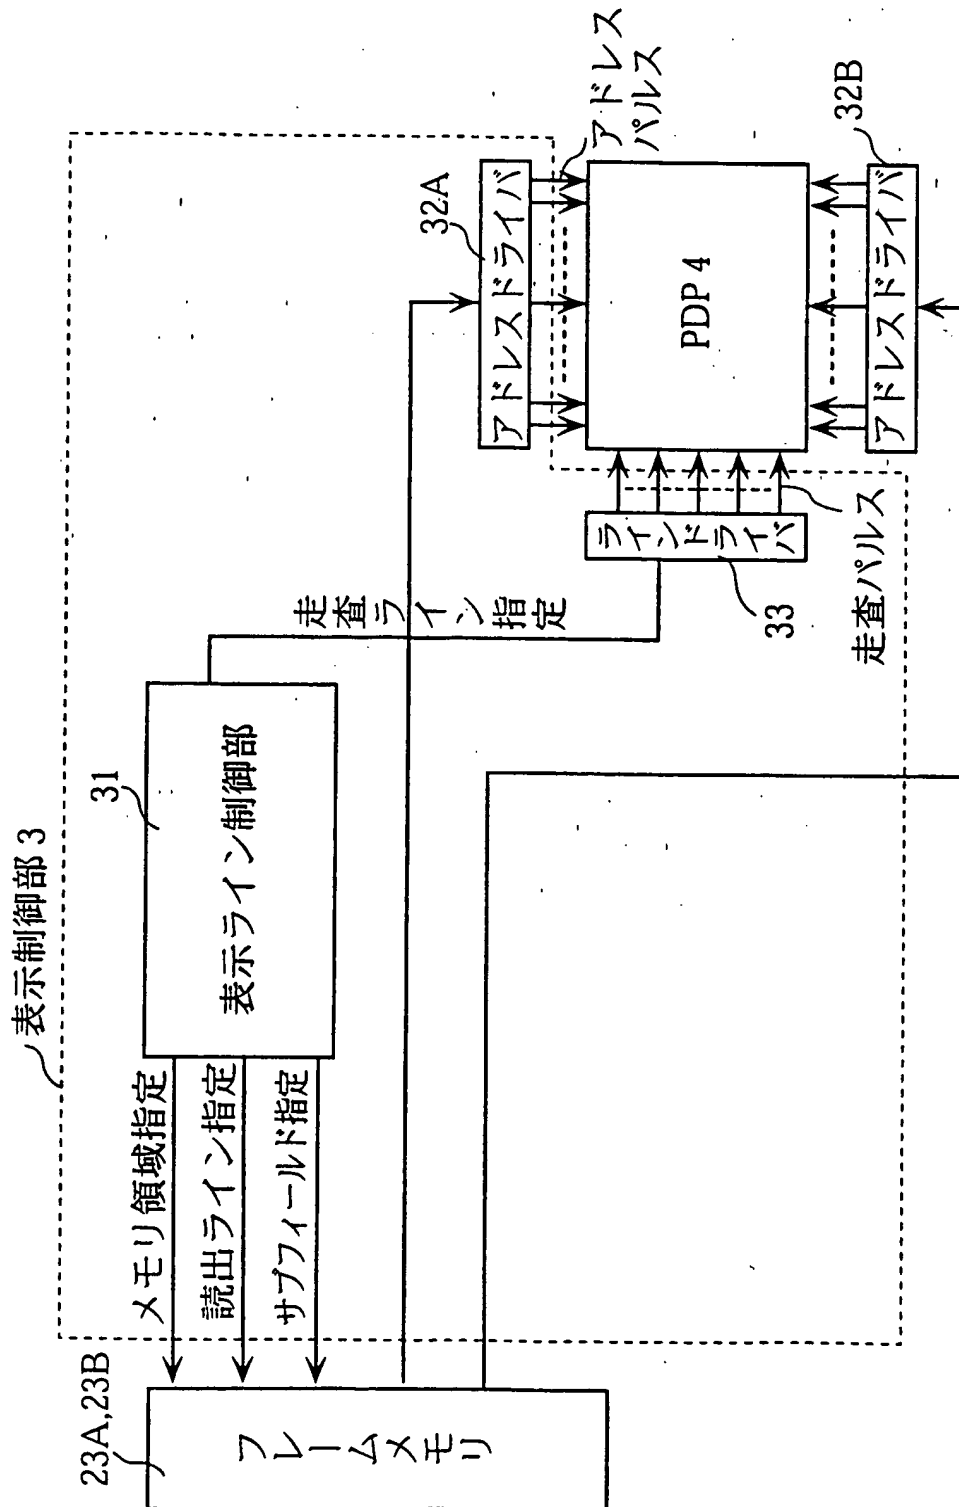 表示制御部 3
23A,23B
フレームメモリ
メモリ領域指定
読出ライン指定
サブフィールド指定
31
表示ライン制御部
走査ライン指定
ラインドライバ
33
走査パルス
32A
アドレスドライバ
アドレス
パルス
PDP 4
アドレスドライバ
32B